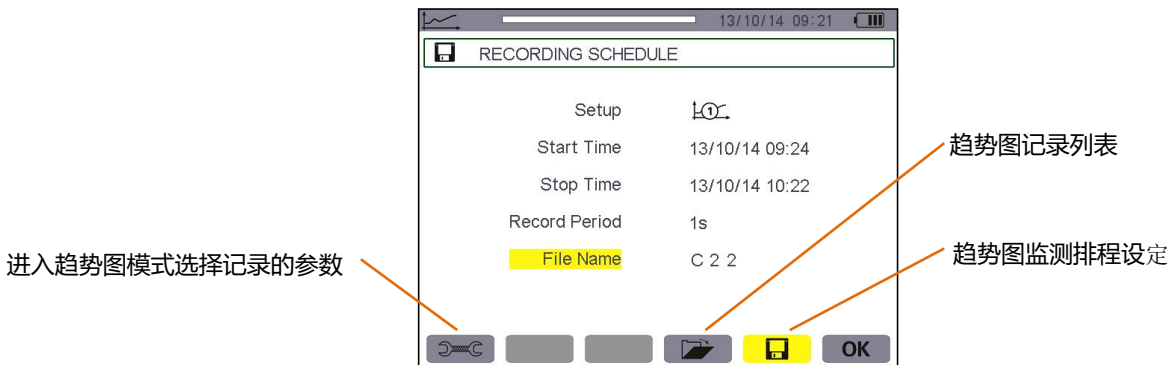 13/10/14 09:21
RECORDING SCHEDULE
Setup 1
Start Time 13/10/14 09:24
Stop Time 13/10/14 10:22
Record Period 1s
File Name C 2 2
OK
趋势图记录列表
趋势图监测排程设定
进入趋势图模式选择记录的参数